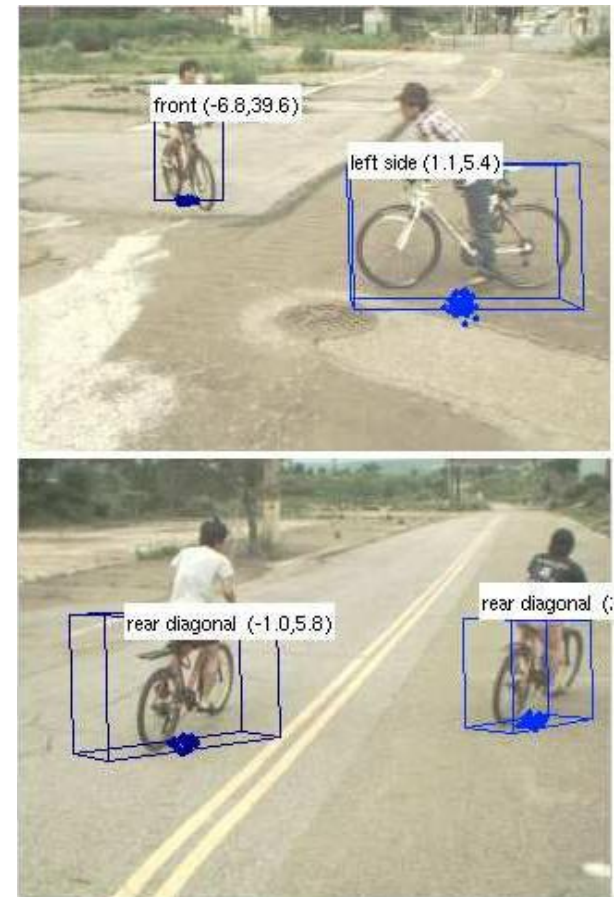 front (-6.8,39.6)
left side (1.1,5.4)
rear diagonal (-1.0,5.8)
rear diagonal (